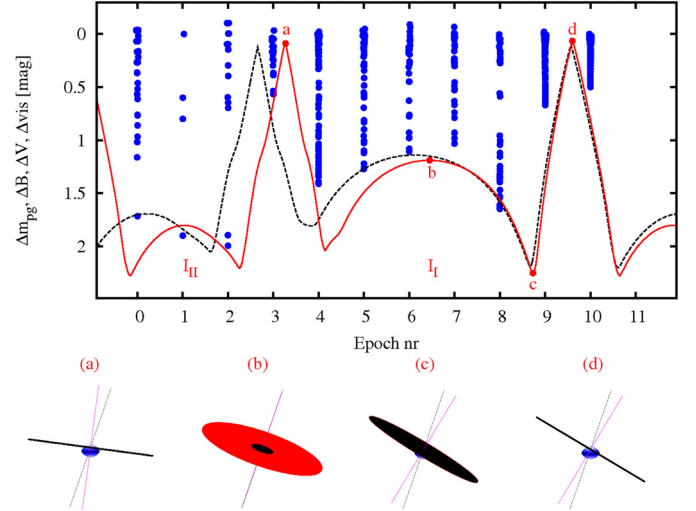 0
0.5
1
1.5
2
Δm_pg, ΔB, ΔV, Δvis [mag]
a
d
b
c
I_II
I_I
0 1 2 3 4 5 6 7 8 9 10 11
Epoch nr
(a) (b) (c) (d)